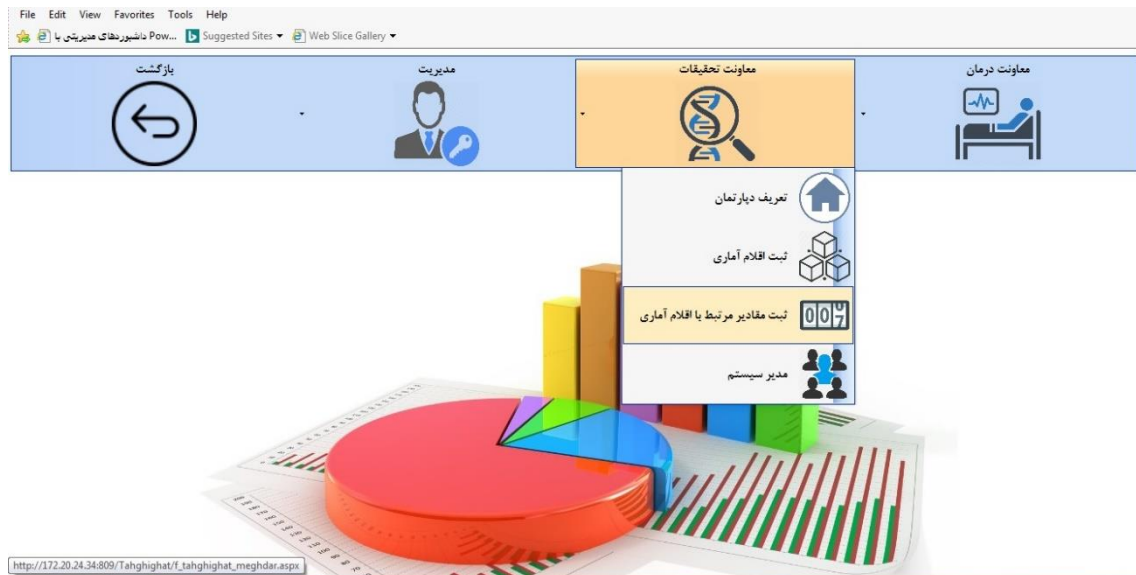 File Edit View Favorites Tools Help
داشبوردهای مدیریتی با Pow... Suggested Sites Web Slice Gallery
معاونت درمان
معاونت تحقیقات
مدیریت
بازگشت
تعریف دپارتمان
ثبت اقلام آماری
ثبت مقادیر مرتبط با اقلام آماری
مدیر سیستم
http://172.20.24.34:809/Tahghighat/f_tahghighat_meghdar.aspx